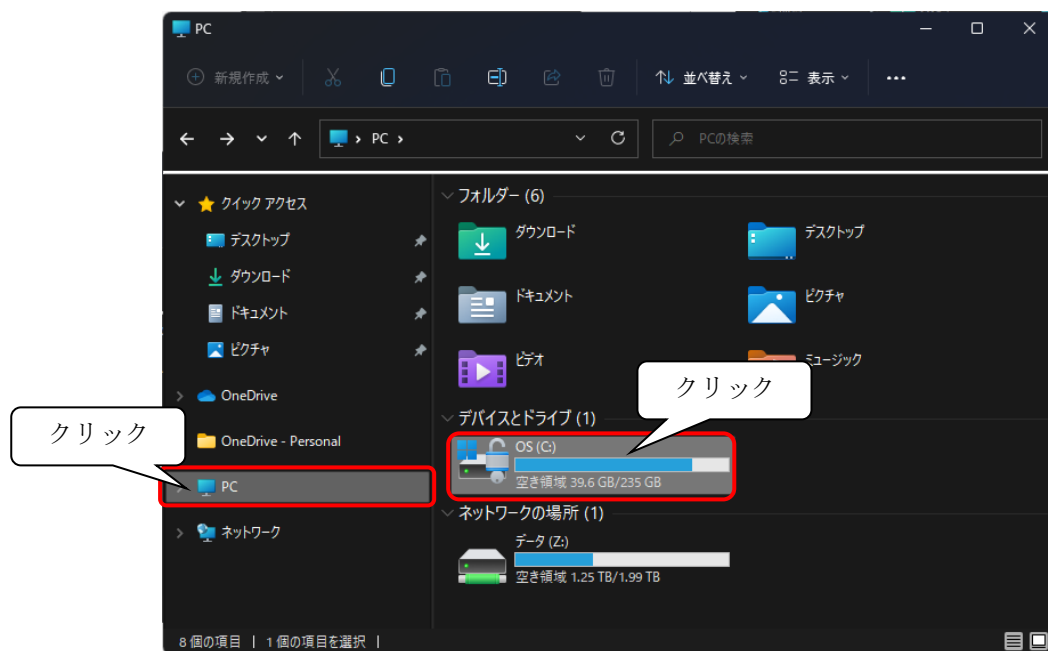 PC
新規作成
並べ替え
表示
PC
PCの検索
クイック アクセス
デスクトップ
ダウンロード
ドキュメント
ピクチャ
OneDrive
OneDrive - Personal
PC
ネットワーク
クリック
フォルダー (6)
ダウンロード
デスクトップ
ドキュメント
ピクチャ
ビデオ
ミュージック
クリック
デバイスとドライブ (1)
OS (C:)
空き領域 39.6 GB/235 GB
ネットワークの場所 (1)
データ (Z:)
空き領域 1.25 TB/1.99 TB
8 個の項目 | 1 個の項目を選択 |